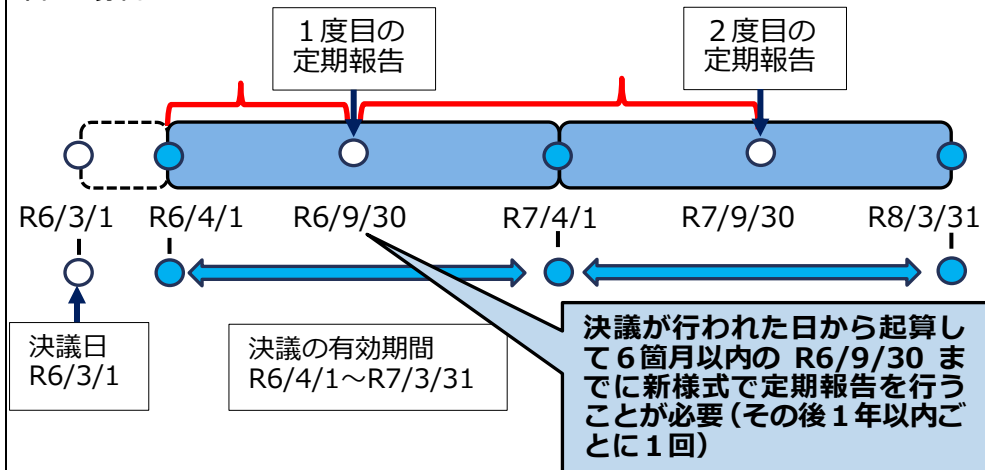 １度目の
定期報告
２度目の
定期報告
R6/3/1 R6/4/1 R6/9/30 R7/4/1 R7/9/30 R8/3/31
決議日
R6/3/1
決議の有効期間
R6/4/1～R7/3/31
決議が行われた日から起算し
て６箇月以内の R6/9/30 ま
でに新様式で定期報告を行う
ことが必要（その後１年以内ご
とに１回）